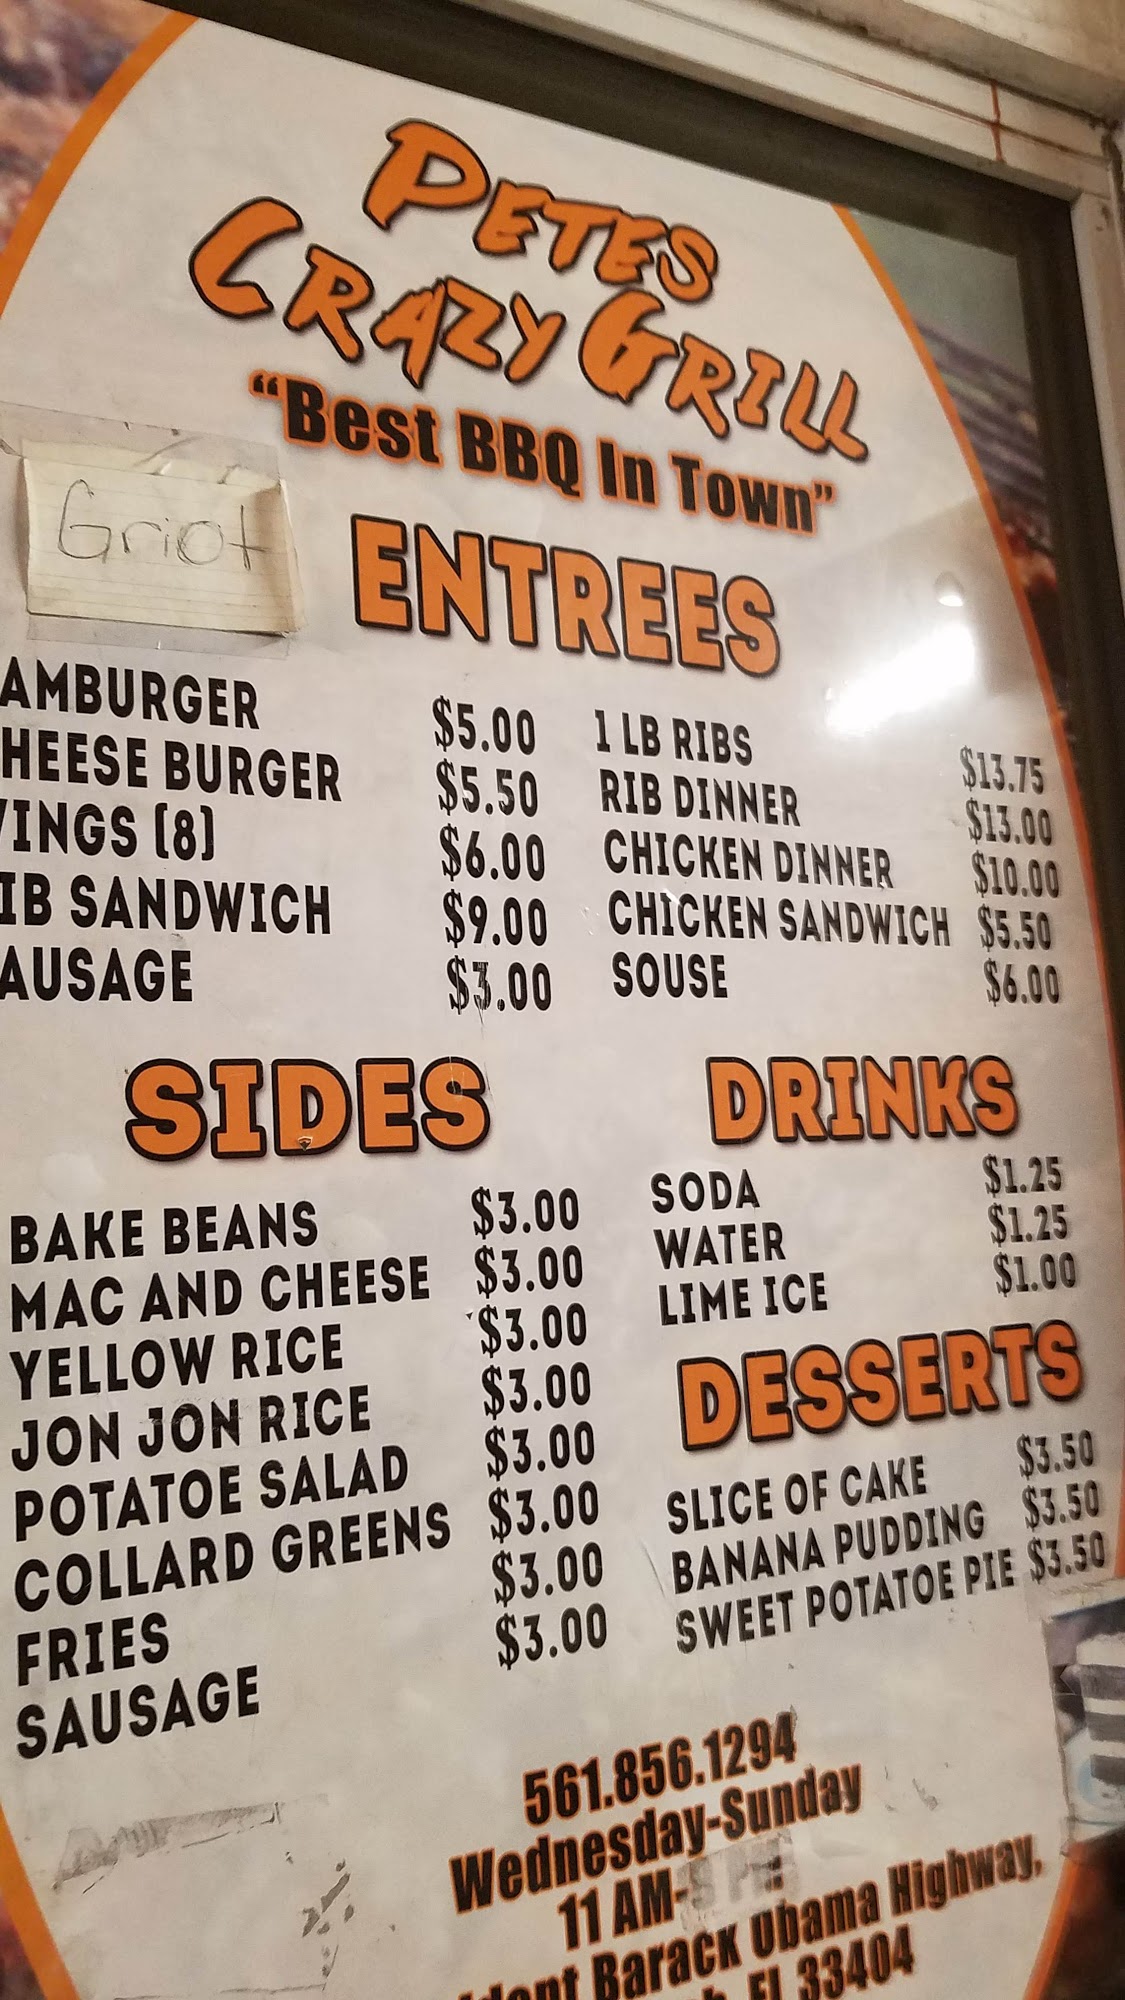 PETES
CRAZY GRILL
"Best BBQ In Town"
Griot
ENTREES
AMBURGER $5.00
HEESE BURGER $5.50
INGS (8) $6.00
IB SANDWICH $9.00
AUSAGE $3.00
1 LB RIBS $13.75
RIB DINNER $13.00
CHICKEN DINNER $10.00
CHICKEN SANDWICH $5.50
SOUSE $6.00
SIDES
BAKE BEANS $3.00
MAC AND CHEESE $3.00
YELLOW RICE $3.00
JON JON RICE $3.00
POTATOE SALAD $3.00
COLLARD GREENS $3.00
FRIES $3.00
SAUSAGE $3.00
DRINKS
SODA $1.25
WATER $1.25
LIME ICE $1.00
DESSERTS
SLICE OF CAKE $3.50
BANANA PUDDING $3.50
SWEET POTATOE PIE $3.50
561.856.1294
Wednesday-Sunday
11 AM-9 PM
dent Barack Obama Highway,
h, Fl 33404